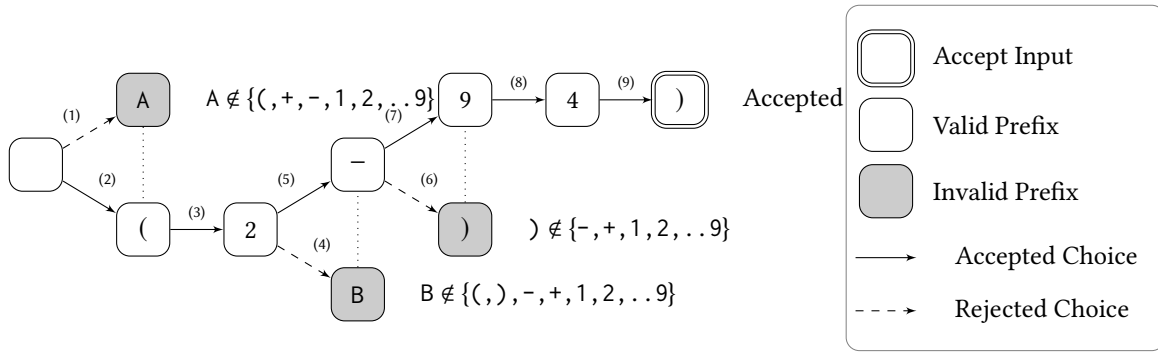 (1)
A
A ∉ {(,+,-,1,2,..9}
(7)
9
(8)
4
(9)
)
Accepted
(2)
(
(3)
2
(5)
−
(6)
)
) ∉ {-,+,1,2,..9}
(4)
B
B ∉ {(,),-,+,1,2,..9}
Accept Input
Valid Prefix
Invalid Prefix
Accepted Choice
Rejected Choice